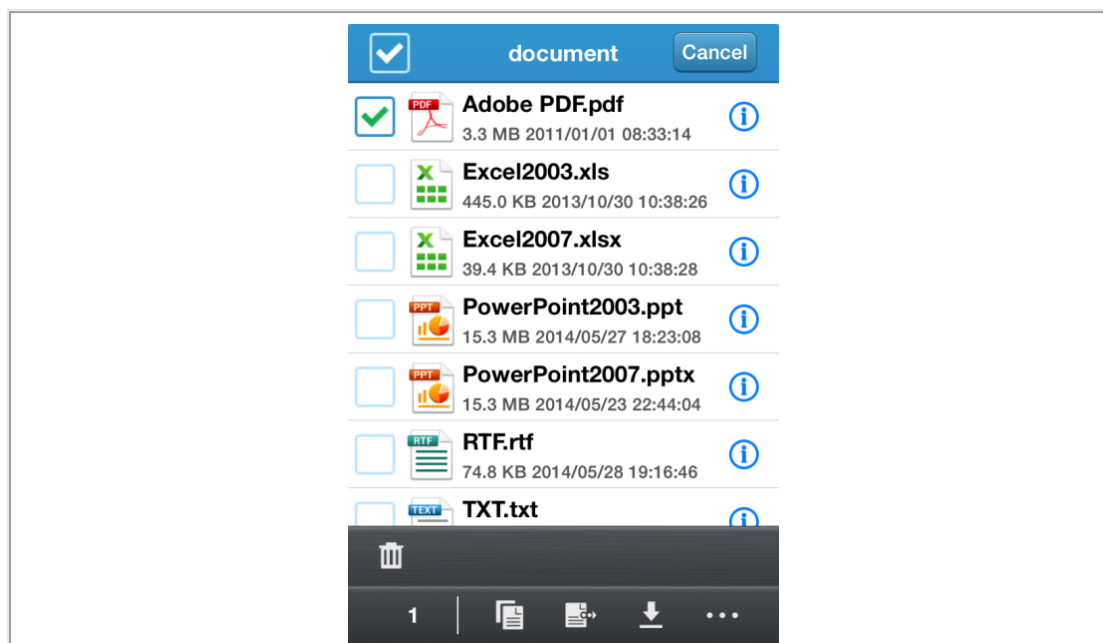 document
Cancel
PDF
Adobe PDF.pdf
3.3 MB 2011/01/01 08:33:14
X
Excel2003.xls
445.0 KB 2013/10/30 10:38:26
X
Excel2007.xlsx
39.4 KB 2013/10/30 10:38:28
PPT
PowerPoint2003.ppt
15.3 MB 2014/05/27 18:23:08
PPT
PowerPoint2007.pptx
15.3 MB 2014/05/23 22:44:04
RTF
RTF.rtf
74.8 KB 2014/05/28 19:16:46
TEXT
TXT.txt
1